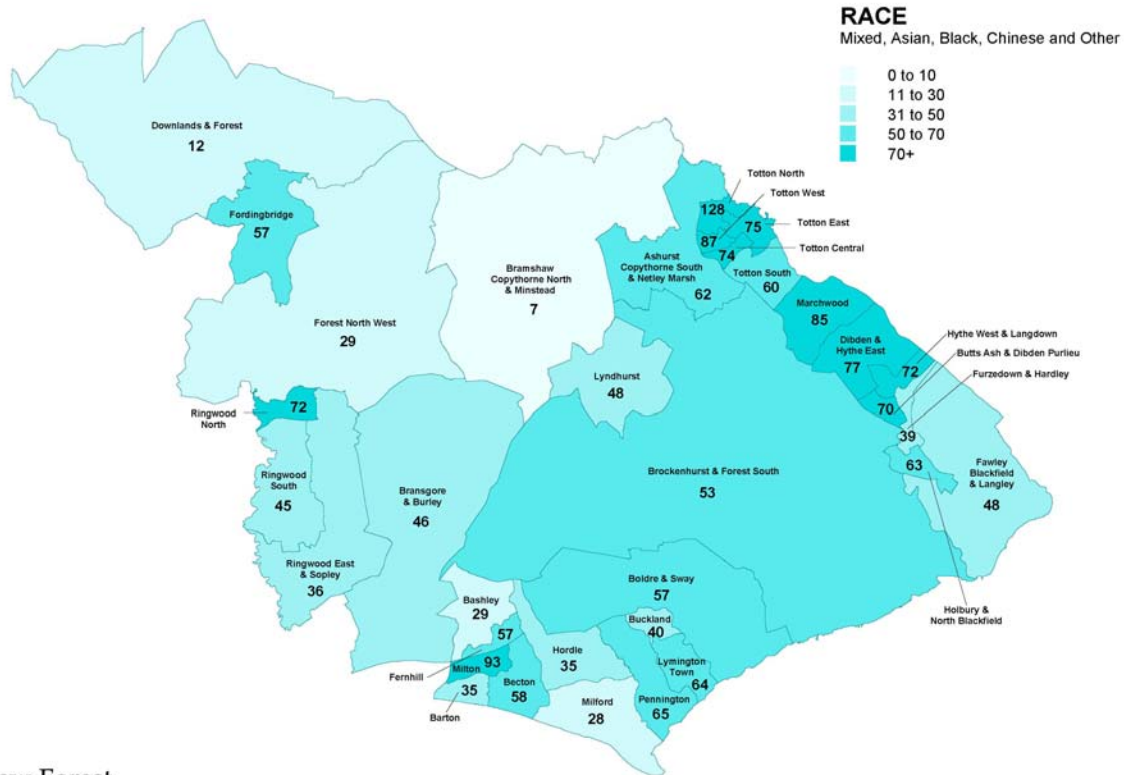 RACE
Mixed, Asian, Black, Chinese and Other
0 to 10
11 to 30
31 to 50
50 to 70
70+
Downlands & Forest
12
Fordingbridge
57
Forest North West
29
Bramshaw
Copythorne North
& Minstead
7
Totton North
128
Totton West
87
Totton East
75
Totton Central
74
Ashurst
Copythorne South
& Netley Marsh
62
Totton South
60
Marchwood
85
Dibden &
Hythe East
77
Hythe West & Langdown
72
Butts Ash & Dibden Purlieu
70
Furzedown & Hardley
39
63
Holbury &
North Blackfield
Fawley
Blackfield
& Langley
48
Lyndhurst
48
Ringwood
North
72
Ringwood
South
45
Ringwood East
& Sopley
36
Bransgore
& Burley
46
Brockenhurst & Forest South
53
Boldre & Sway
57
Bashley
29
57
Fernhill
Milton
93
Barton
35
Becton
58
Hordle
35
Milford
28
Buckland
40
Lymington
Town
64
Pennington
65